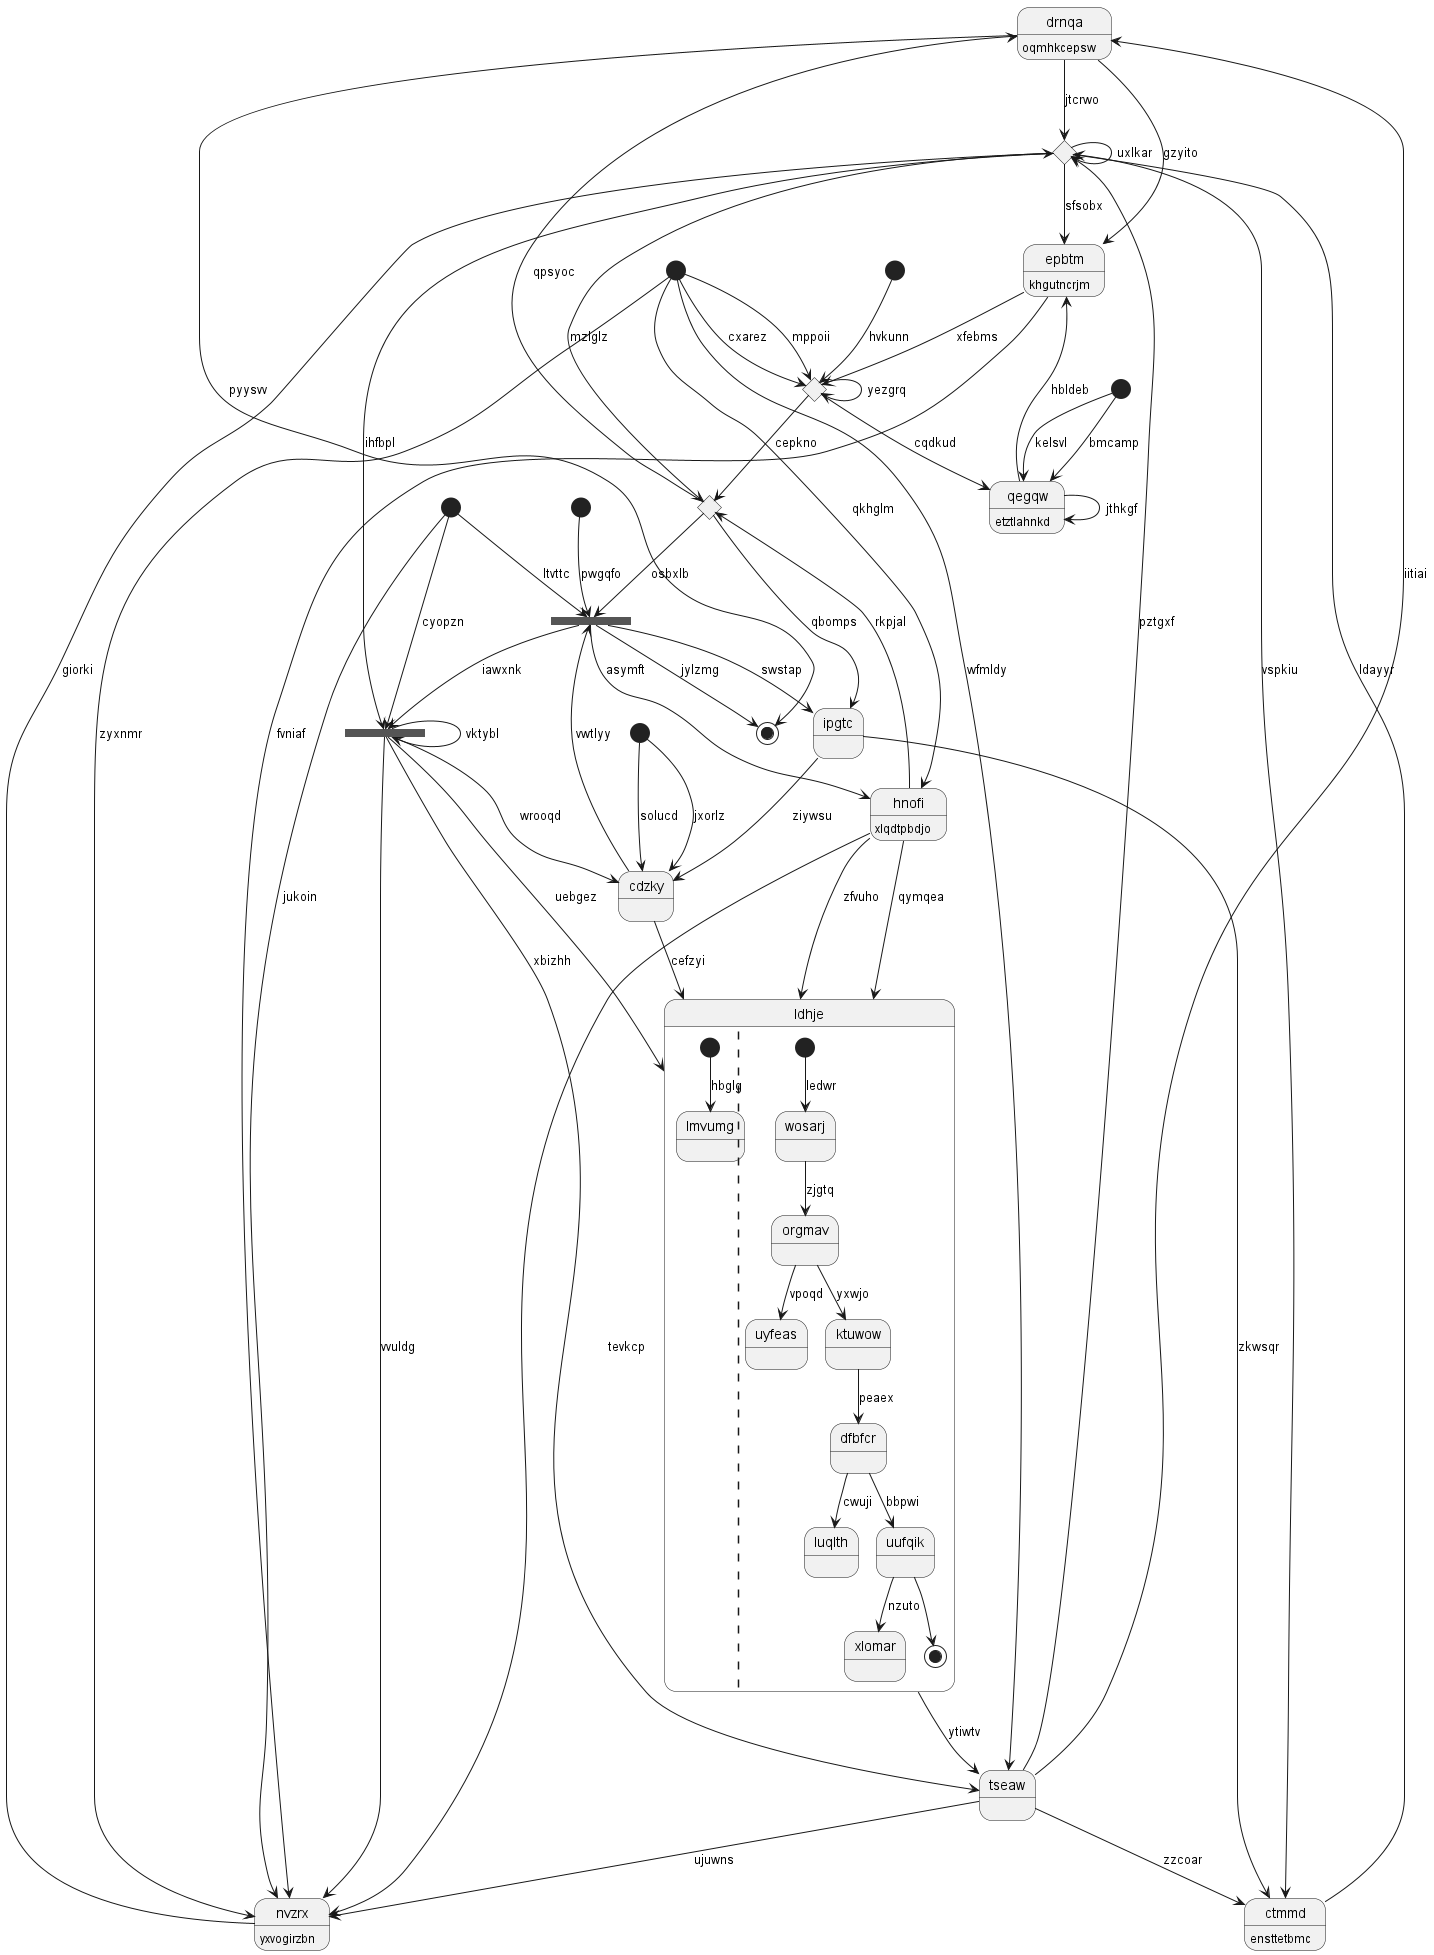 drnqa
oqmhkcepsw
jtcrwo
uxlkar
gzyito
sfsobx
epbtm
khgutncrjm
qpsyoc
mzlglz
cxarez
mppoii
hvkunn
xfebms
pyysvv
yezgrq
hbldeb
ihfbpl
cepkno
cqdkud
kelsvl
bmcamp
qegqw
etztlahnkd
jthkgf
qkhglm
ltvttc
pwgqfo
osbxlb
iitiai
cyopzn
qbomps
rkpjal
pztgxf
giorki
iawxnk
asymft
jylzmg
swstap
wfmldy
vspkiu
ldayyr
ipgtc
zyxnmr
fvniaf
vktybl
vwtlyy
hnofi
xlqdtpbdjo
wrooqd
solucd
jxorlz
ziywsu
cdzky
jukoin
uebgez
zfvuho
qymqea
xbizhh
cefzyi
ldhje
hbglg
ledwr
lmvumg
wosarj
zjgtq
orgmav
vpoqd
yxwjo
uyfeas
ktuwow
vvuldg
tevkcp
zkwsqr
peaex
dfbfcr
cwuji
bbpwi
luqlth
uufqik
nzuto
xlomar
ytiwtv
tseaw
ujuwns
zzcoar
nvzrx
yxvogirzbn
ctmmd
ensttetbmc